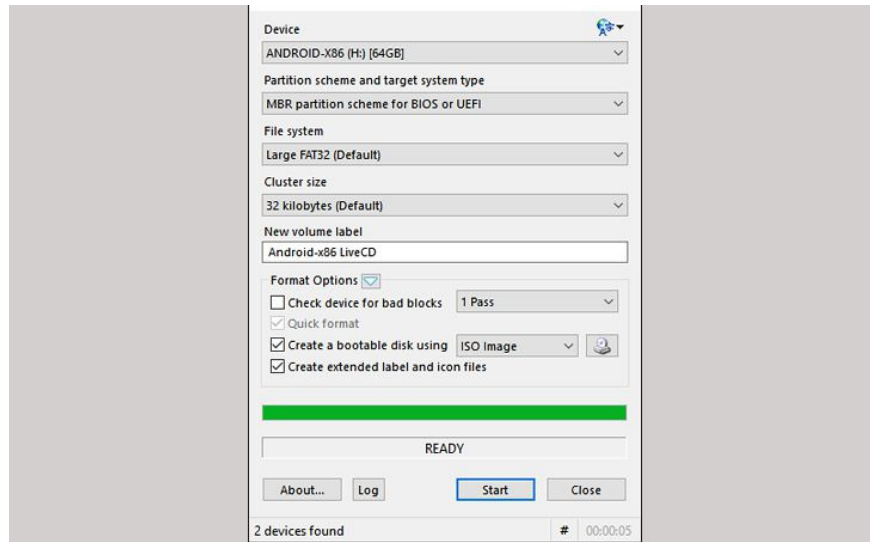 Device
ANDROID-X86 (H:) [64GB]
Partition scheme and target system type
MBR partition scheme for BIOS or UEFI
File system
Large FAT32 (Default)
Cluster size
32 kilobytes (Default)
New volume label
Android-x86 LiveCD
Format Options
Check device for bad blocks 1 Pass
Quick format
Create a bootable disk using ISO Image
Create extended label and icon files
READY
About... Log Start Close
2 devices found # 00:00:05